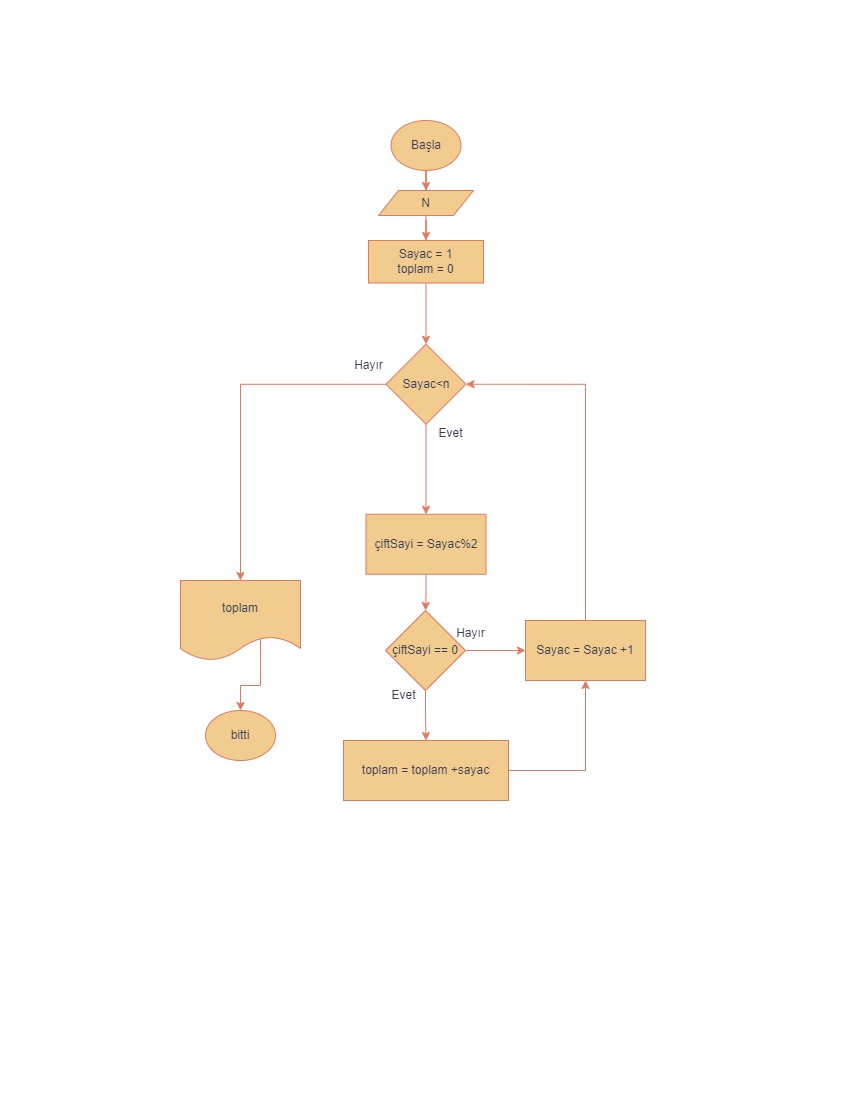 Başla
N
Sayac = 1
toplam = 0
Hayır
Sayac<n
Evet
çiftSayi = Sayac%2
toplam
Hayır
çiftSayi == 0
Sayac = Sayac +1
Evet
bitti
toplam = toplam +sayac